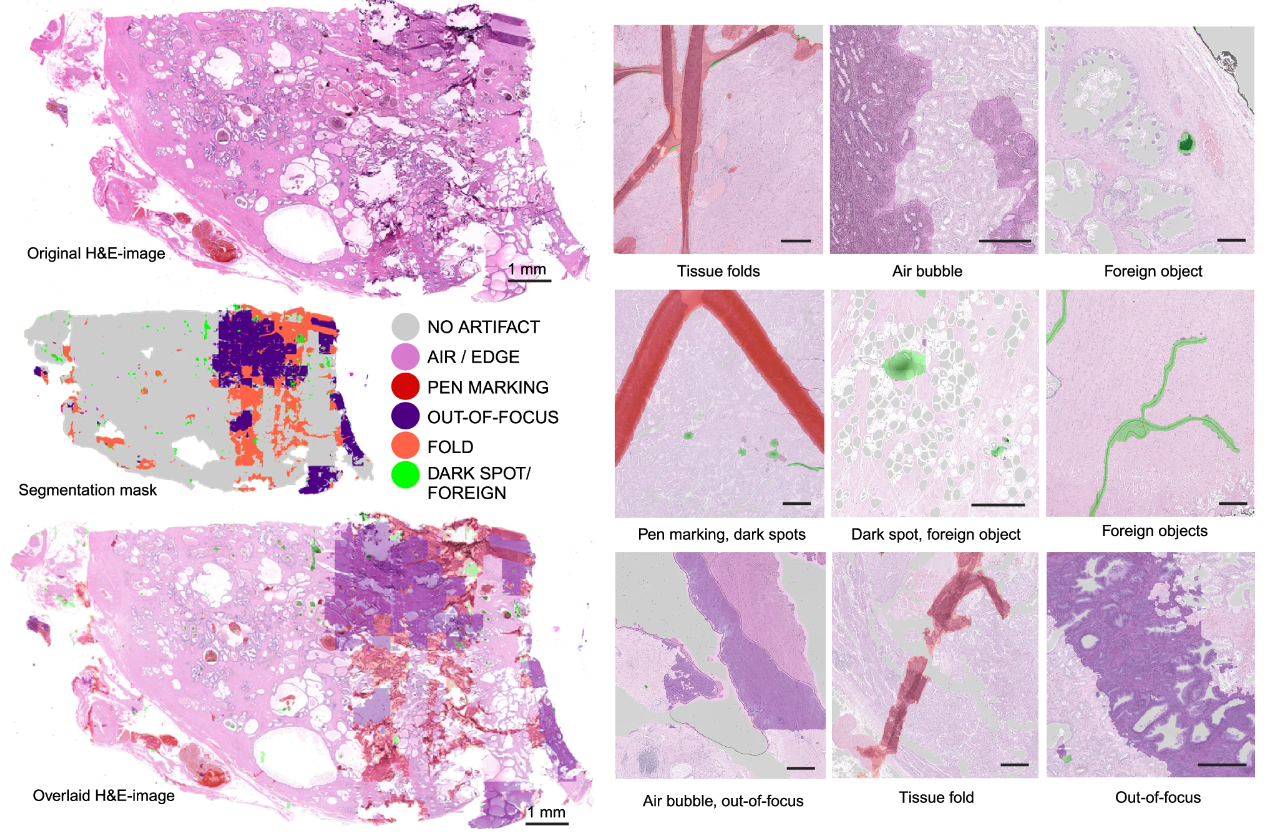 Original H&E-image
1 mm
NO ARTIFACT
AIR / EDGE
PEN MARKING
OUT-OF-FOCUS
FOLD
DARK SPOT/
FOREIGN
Segmentation mask
Overlaid H&E-image
1 mm
Tissue folds
Air bubble
Foreign object
Pen marking, dark spots
Dark spot, foreign object
Foreign objects
Air bubble, out-of-focus
Tissue fold
Out-of-focus